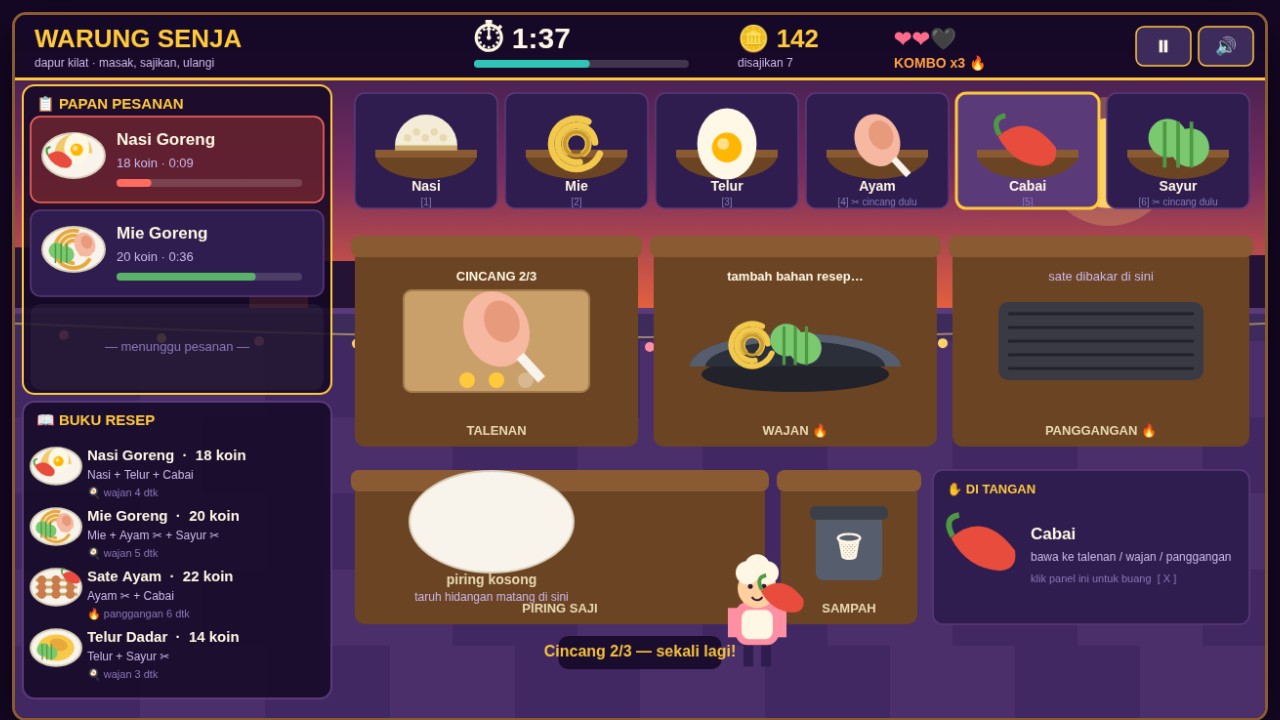 WARUNG SENJA
dapur kilat · masak, sajikan, ulangi
1:37
142
disajikan 7
KOMBO x3
PAPAN PESANAN
Nasi Goreng
18 koin · 0:09
Mie Goreng
20 koin · 0:36
— menunggu pesanan —
BUKU RESEP
Nasi Goreng · 18 koin
Nasi + Telur + Cabai
wajan 4 dtk
Mie Goreng · 20 koin
Mie + Ayam ✂ + Sayur ✂
wajan 5 dtk
Sate Ayam · 22 koin
Ayam ✂ + Cabai
panggangan 6 dtk
Telur Dadar · 14 koin
Telur + Sayur ✂
wajan 3 dtk
Nasi
[1]
Mie
[2]
Telur
[3]
Ayam
[4] ✂ cincang dulu
Cabai
[5]
Sayur
[6] ✂ cincang dulu
CINCANG 2/3
TALENAN
tambah bahan resep…
WAJAN
sate dibakar di sini
PANGGANGAN
piring kosong
taruh hidangan matang di sini
PIRING SAJI
SAMPAH
DI TANGAN
Cabai
bawa ke talenan / wajan / panggangan
klik panel ini untuk buang [ X ]
Cincang 2/3 — sekali lagi!